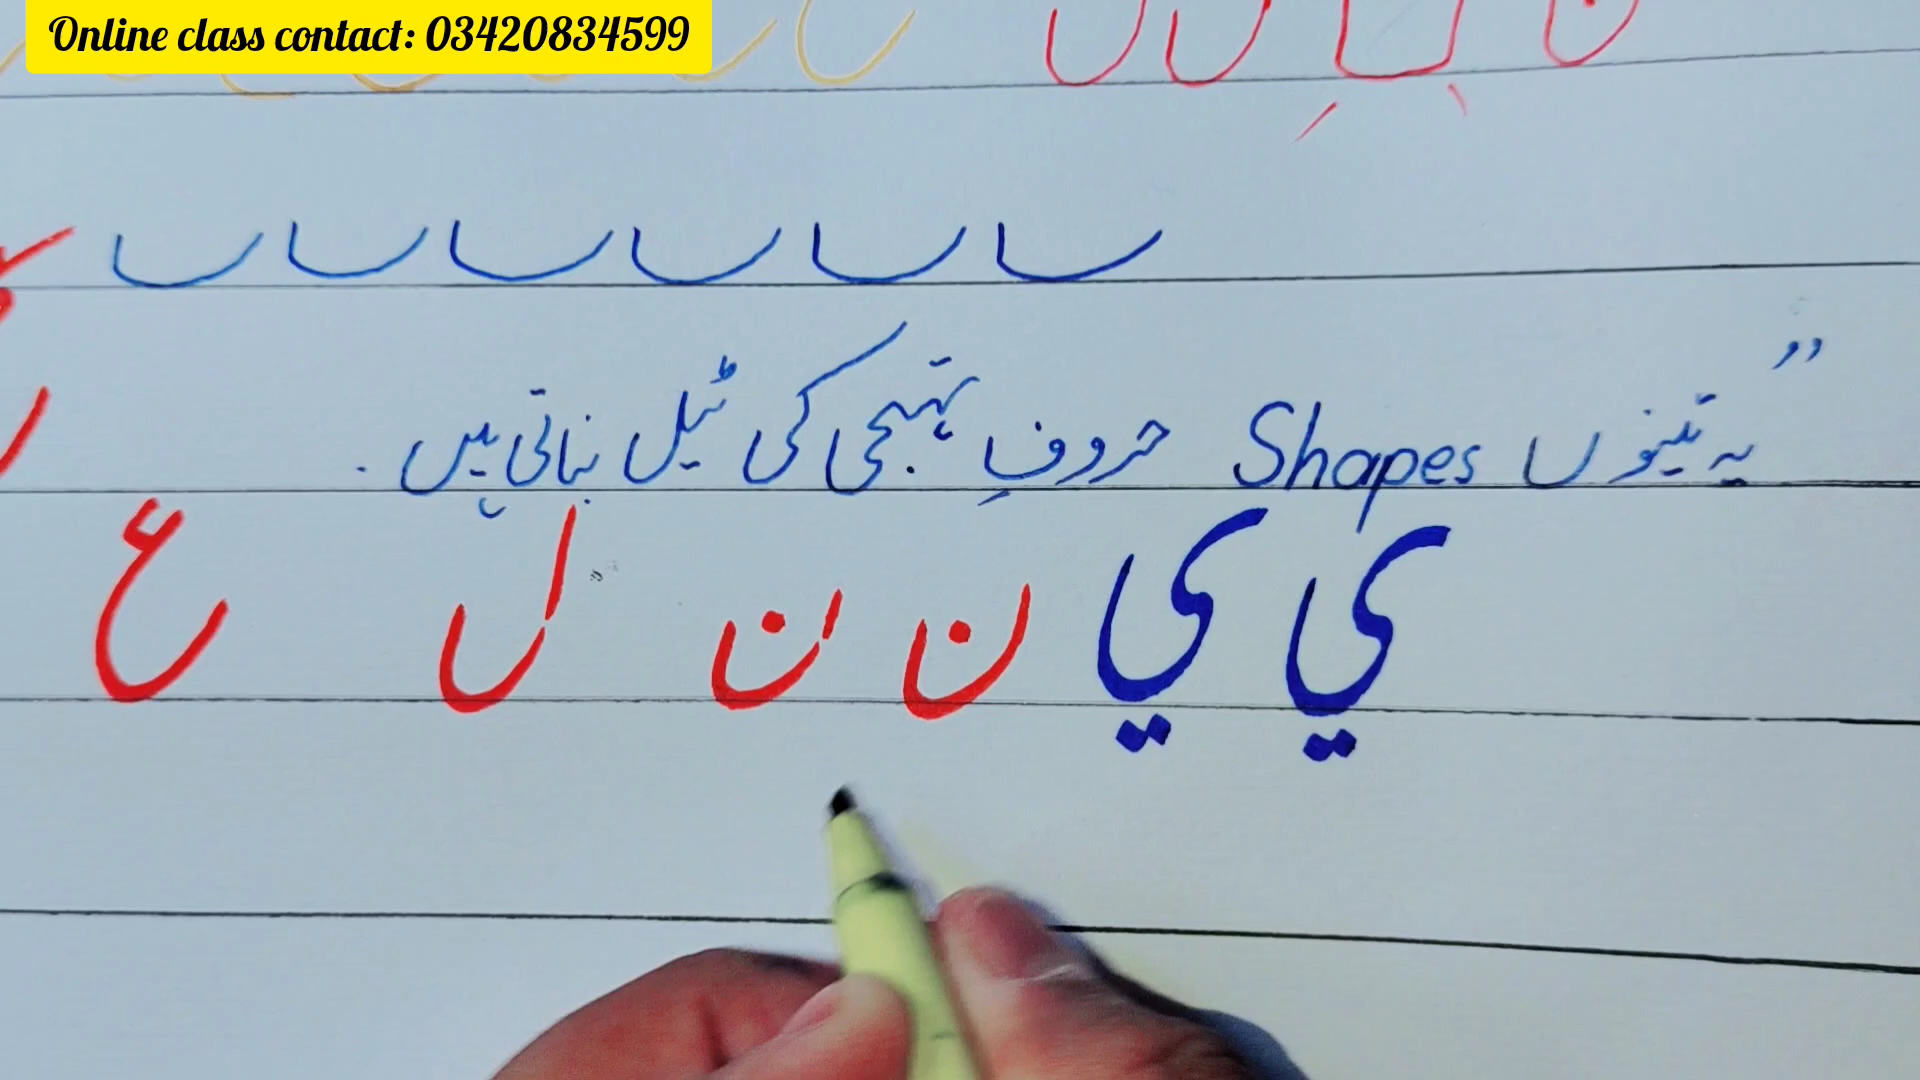 Online class contact: 03420834599
ں ں ں ں ں ں
” یہ تینوں Shapes حروفِ تہجی کی ٹیل بناتی ہیں .
ي ي ن ن ل ع